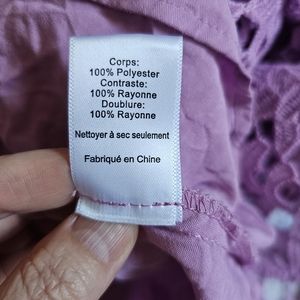 Corps:
100% Polyester
Contraste:
100% Rayonne
Doublure:
100% Rayonne
Nettoyer à sec seulement
Fabriqué en Chine